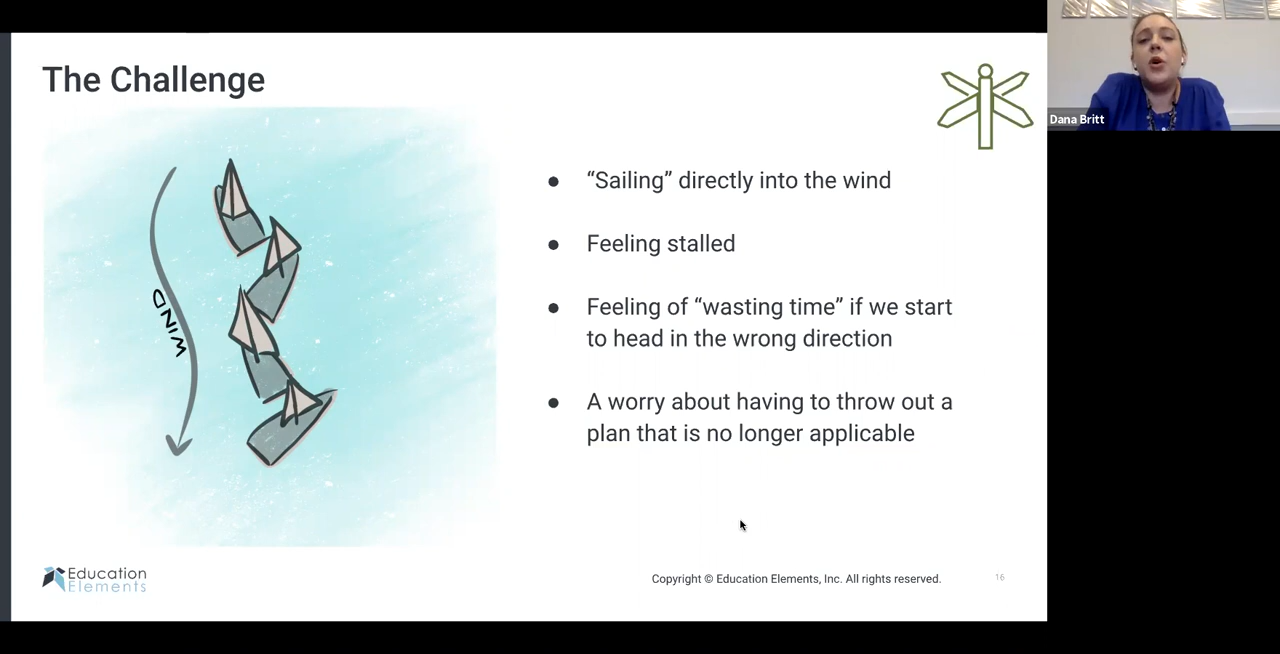 The Challenge
“Sailing” directly into the wind
Feeling stalled
Feeling of “wasting time” if we start
to head in the wrong direction
A worry about having to throw out a
plan that is no longer applicable
WIND
Education
Elements
Copyright © Education Elements, Inc. All rights reserved.
16
Dana Britt